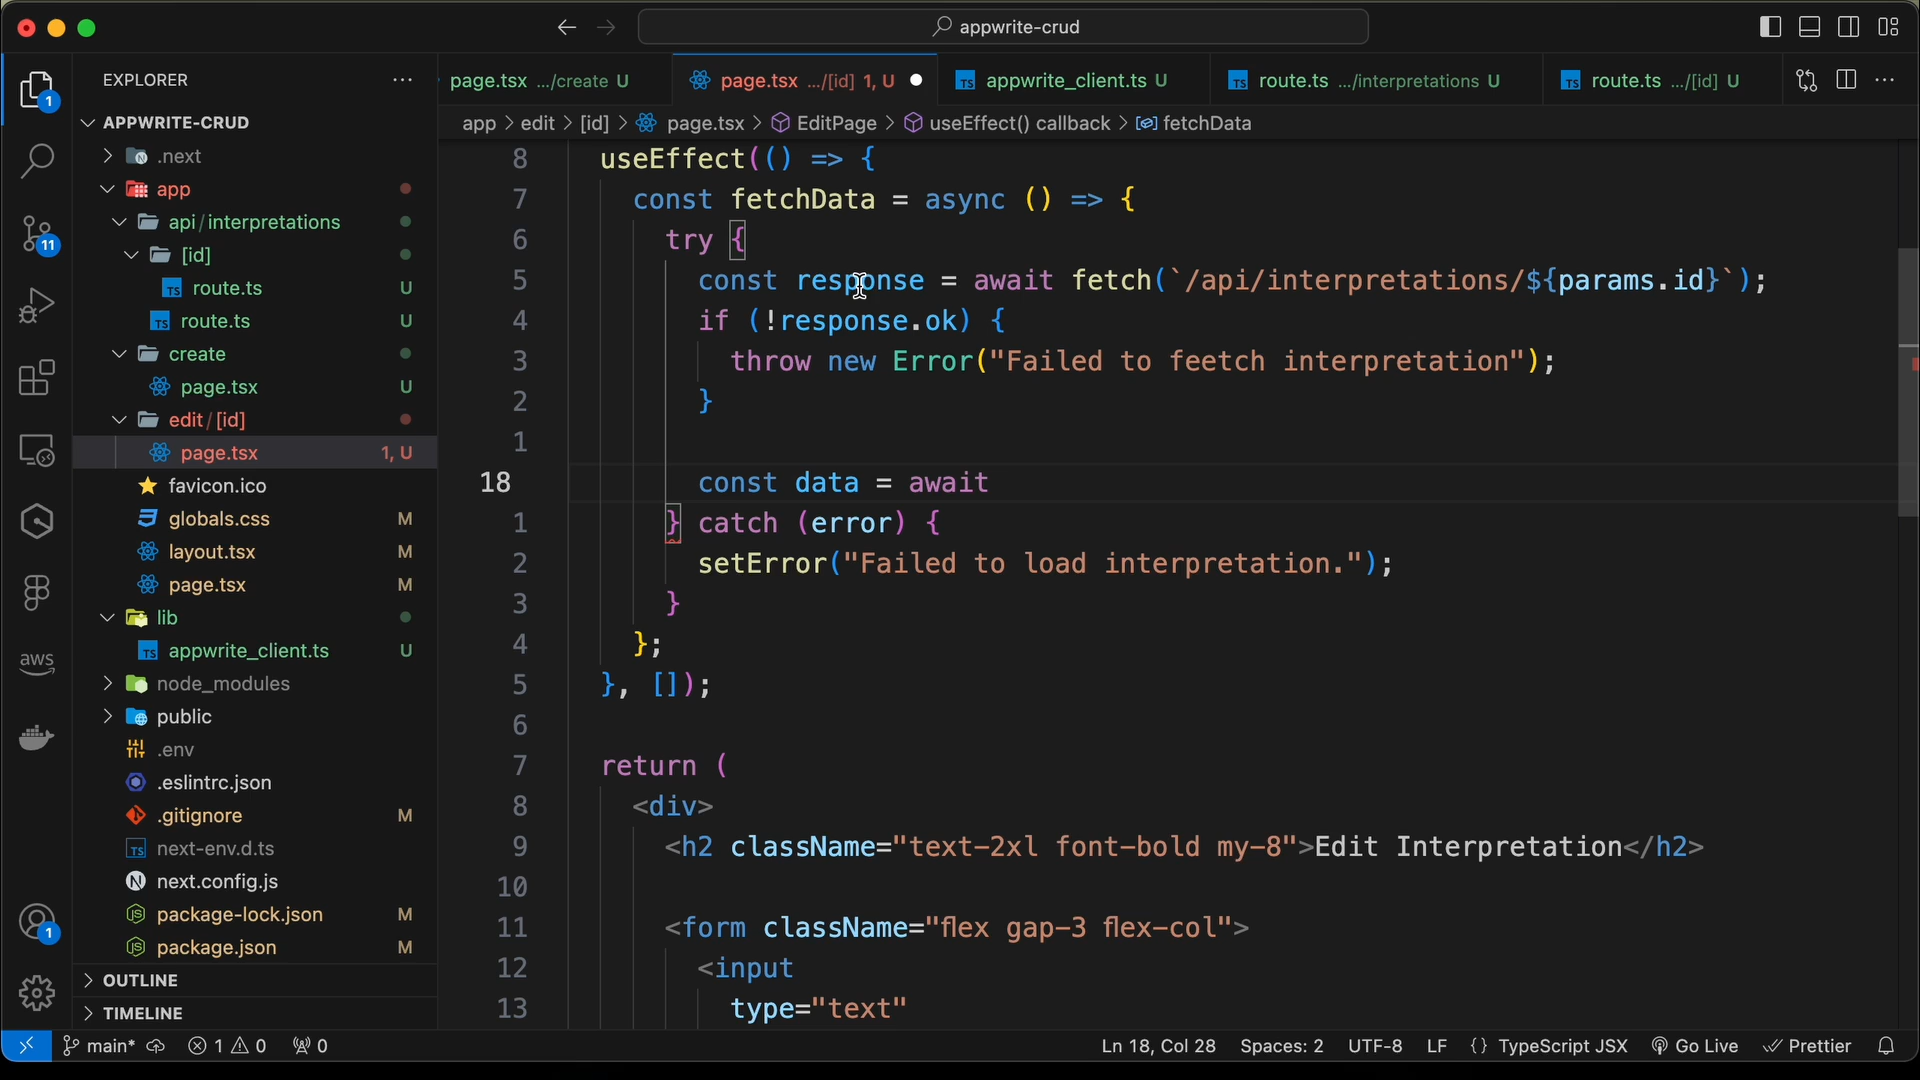 appwrite-crud
EXPLORER
page.tsx .../create U
page.tsx .../[id] 1, U
appwrite_client.ts U
route.ts .../interpretations U
route.ts .../[id] U
app > edit > [id] > page.tsx > EditPage > useEffect() callback > fetchData
APPWRITE-CRUD
.next
app
api/interpretations
[id]
route.ts U
route.ts U
create
page.tsx U
edit/[id]
page.tsx 1, U
favicon.ico
globals.css M
layout.tsx M
page.tsx M
lib
appwrite_client.ts U
node_modules
public
.env
.eslintrc.json
.gitignore M
next-env.d.ts
next.config.js
package-lock.json M
package.json M
OUTLINE
TIMELINE
1
11
aws
1
8 useEffect(() => {
7 const fetchData = async () => {
6 try {
5 const response = await fetch(`/api/interpretations/${params.id}`);
4 if (!response.ok) {
3 throw new Error("Failed to feetch interpretation");
2 }
1
18 const data = await
1 } catch (error) {
2 setError("Failed to load interpretation.");
3 }
4 };
5 }, []);
6
7 return (
8 <div>
9 <h2 className="text-2xl font-bold my-8">Edit Interpretation</h2>
10
11 <form className="flex gap-3 flex-col">
12 <input
13 type="text"
main* 1 0 0
Ln 18, Col 28 Spaces: 2 UTF-8 LF {} TypeScript JSX Go Live Prettier